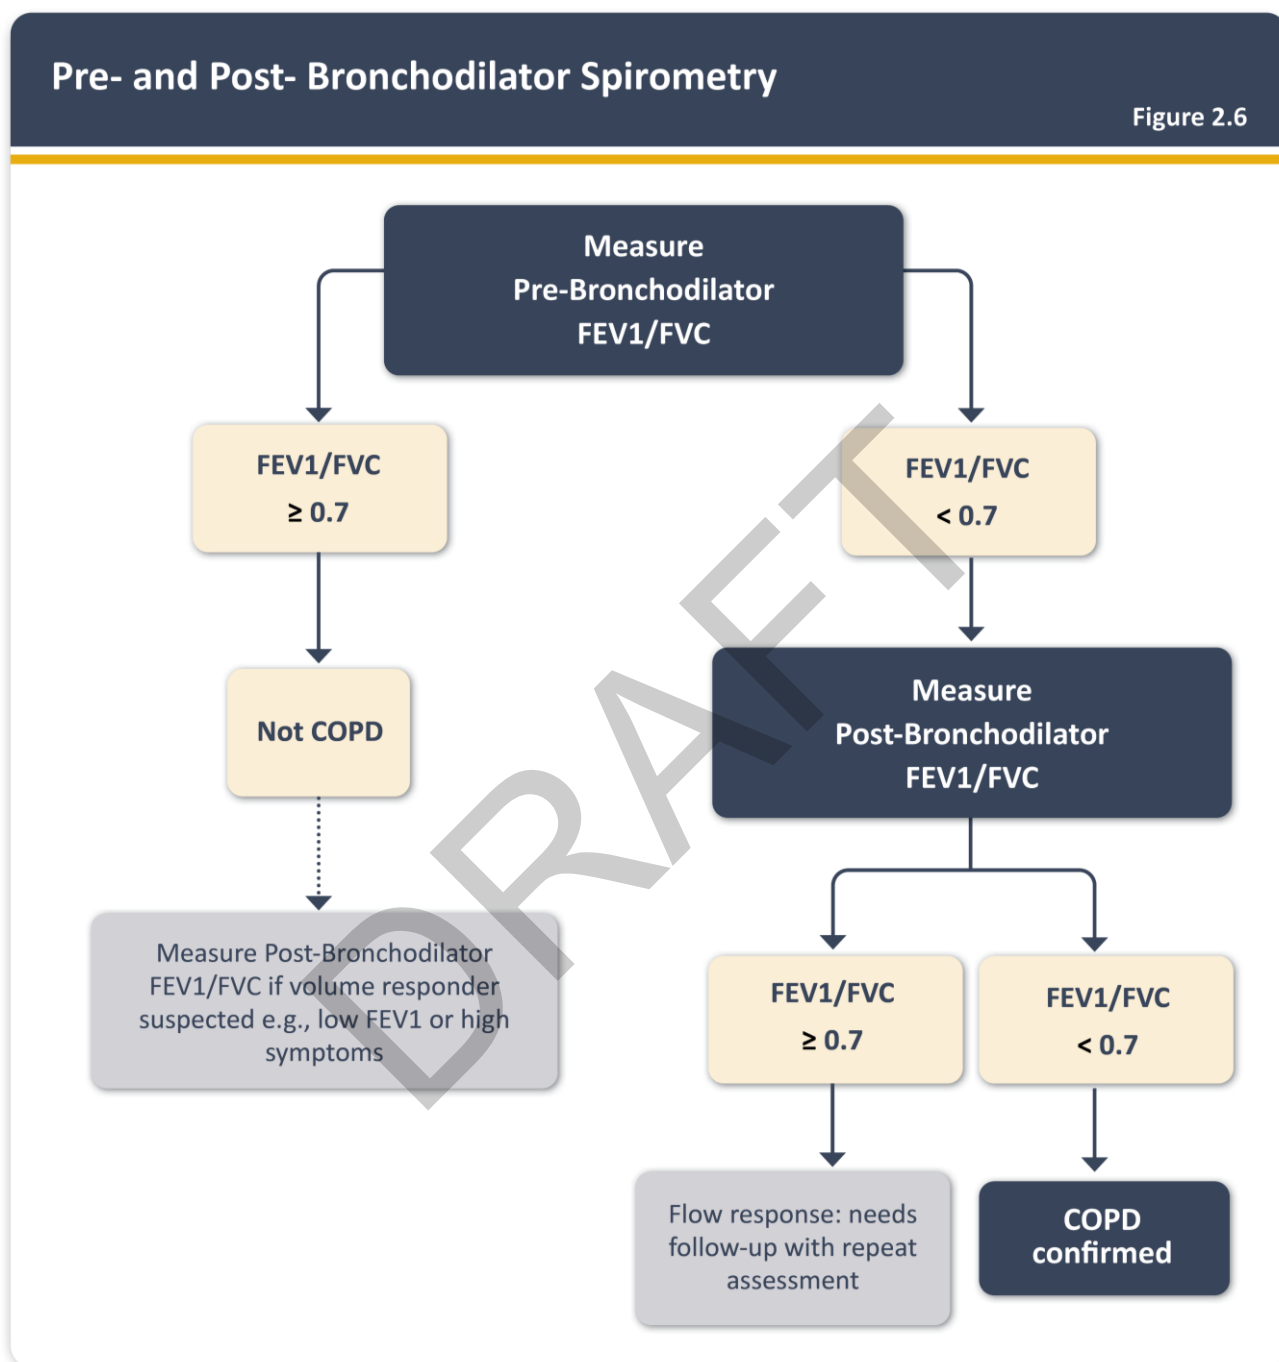 Pre- and Post- Bronchodilator Spirometry
Figure 2.6
Measure
Pre-Bronchodilator
FEV1/FVC
FEV1/FVC
≥ 0.7
FEV1/FVC
< 0.7
Not COPD
Measure
Post-Bronchodilator
FEV1/FVC
Measure Post-Bronchodilator
FEV1/FVC if volume responder
suspected e.g., low FEV1 or high
symptoms
FEV1/FVC
≥ 0.7
FEV1/FVC
< 0.7
Flow response: needs
follow-up with repeat
assessment
COPD
confirmed
DRAFT